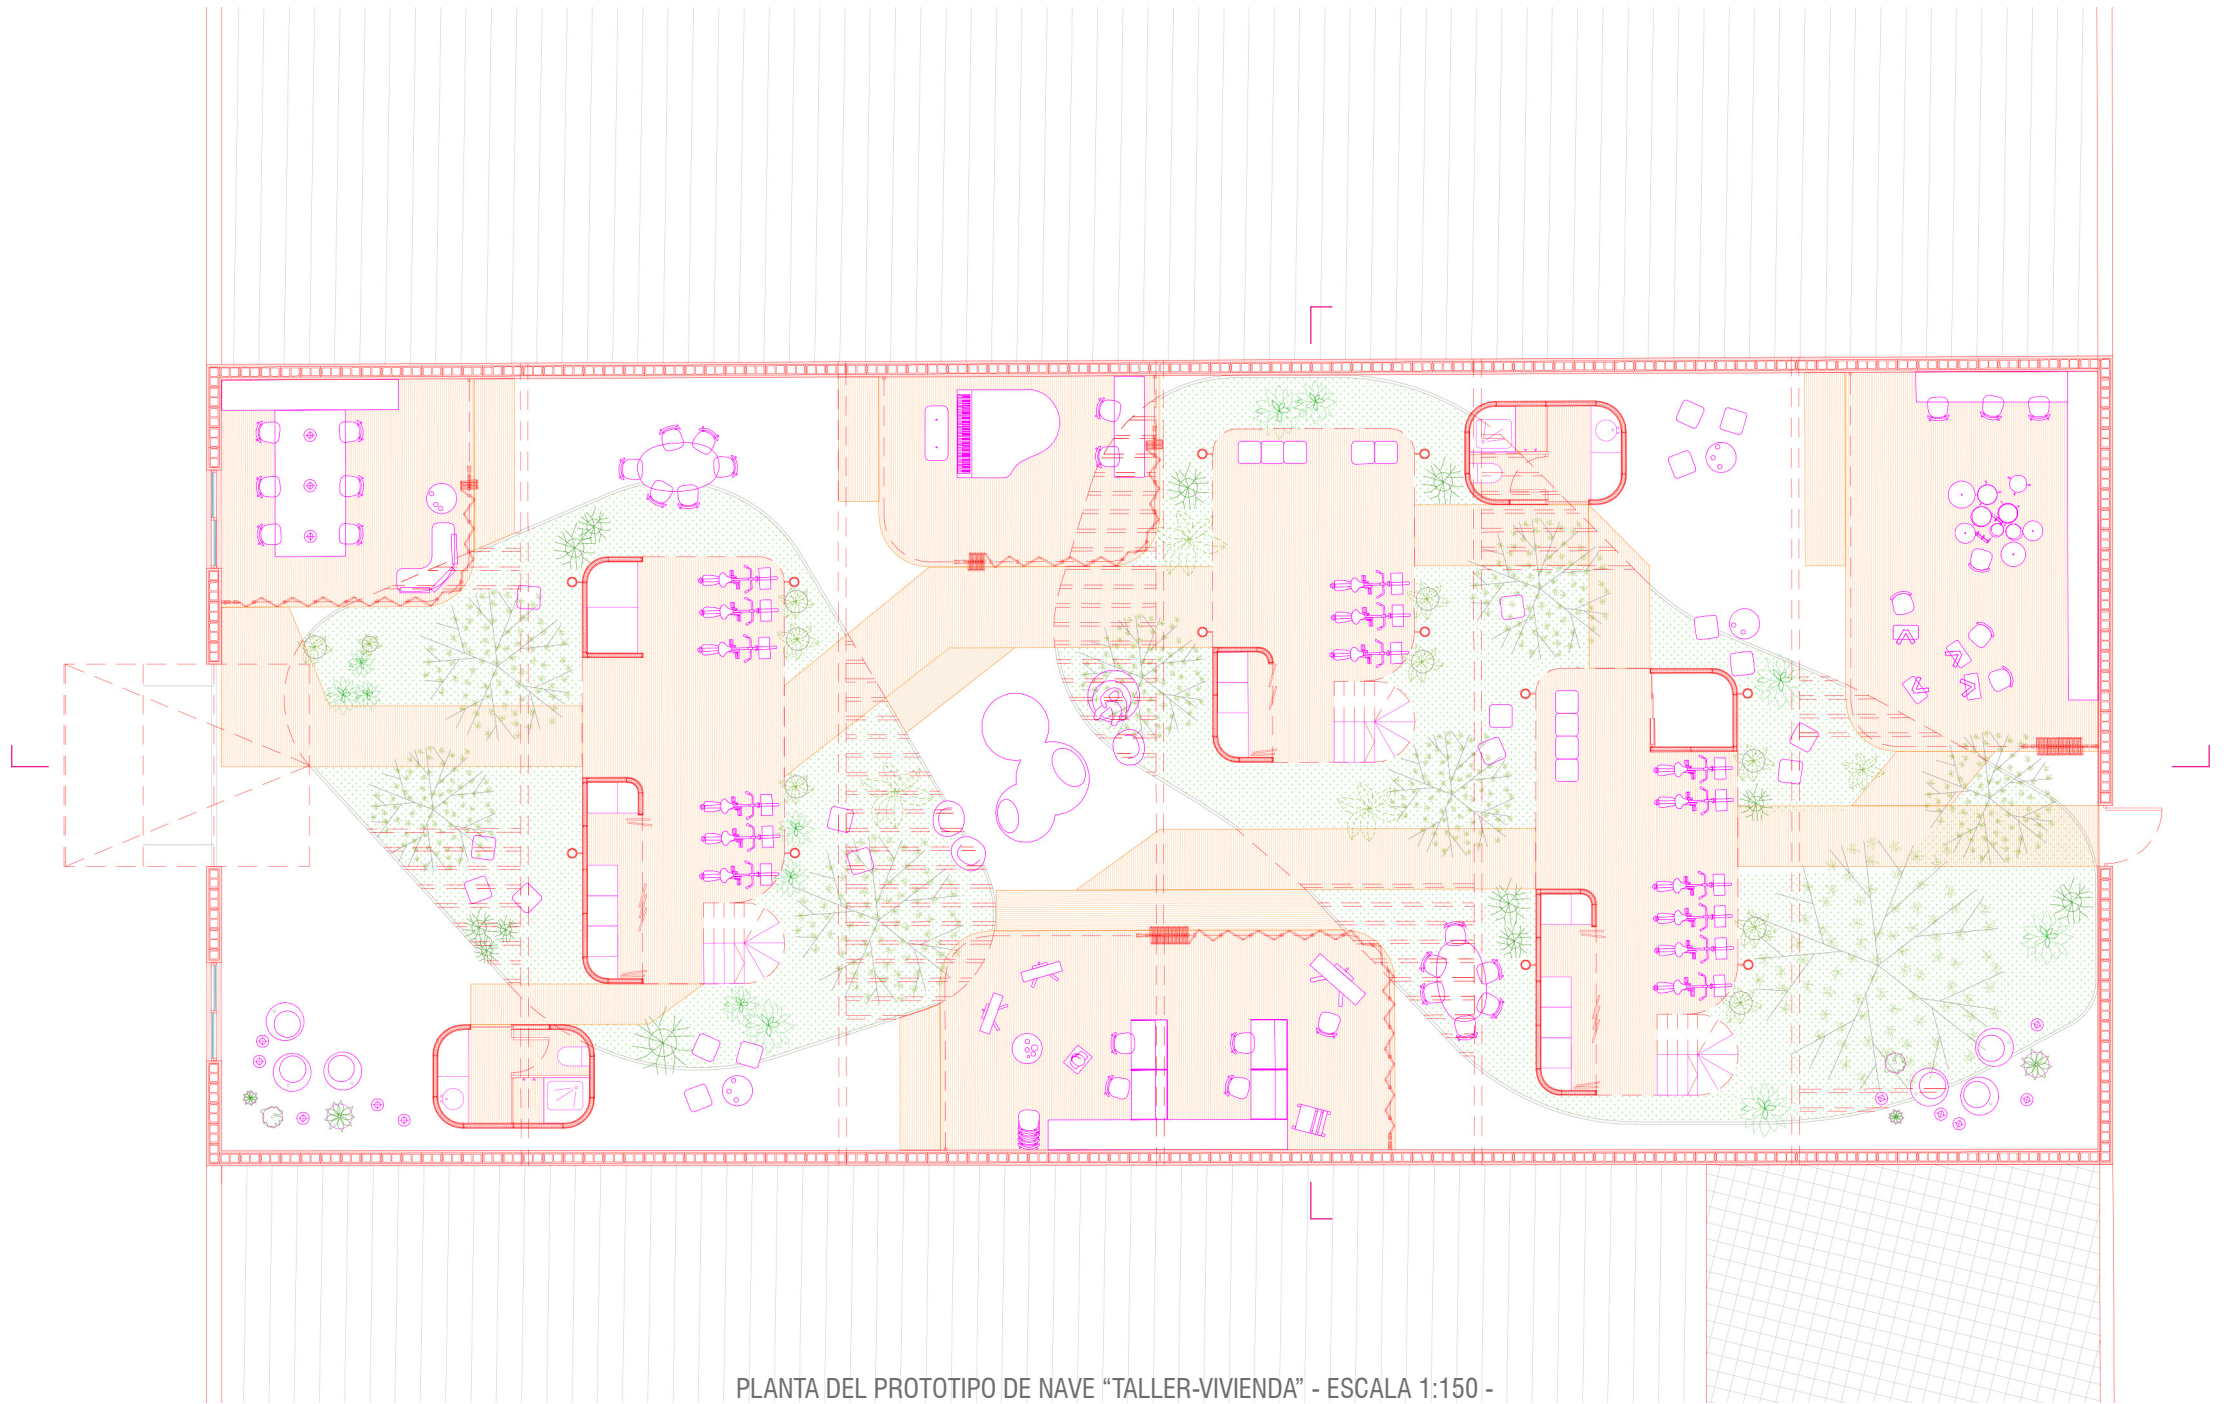 PLANTA DEL PROTOTIPO DE NAVE “TALLER-VIVIENDA” - ESCALA 1:150 -